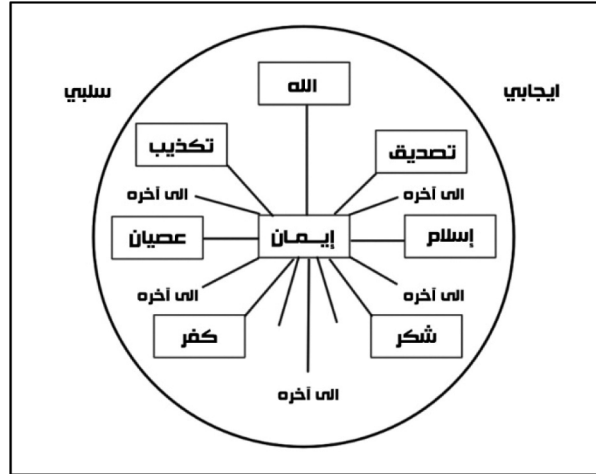 الله
ايجابي
سلبي
تصديق
تكذيب
الى آخره
الى آخره
إسلام
إيـــمـان
عصيان
الى آخره
الى آخره
شكر
كفر
الى آخره